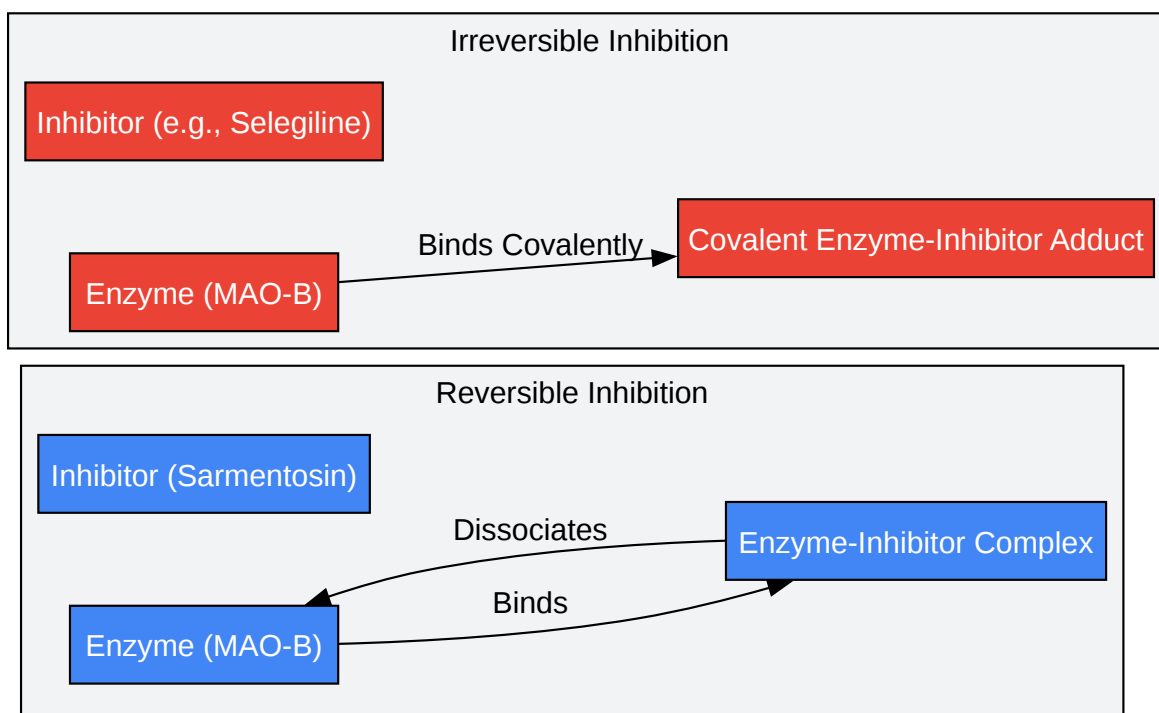 Irreversible Inhibition
Inhibitor (e.g., Selegiline)
Binds Covalently
Covalent Enzyme-Inhibitor Adduct
Enzyme (MAO-B)
Reversible Inhibition
Inhibitor (Sarmentosin)
Dissociates
Enzyme-Inhibitor Complex
Binds
Enzyme (MAO-B)